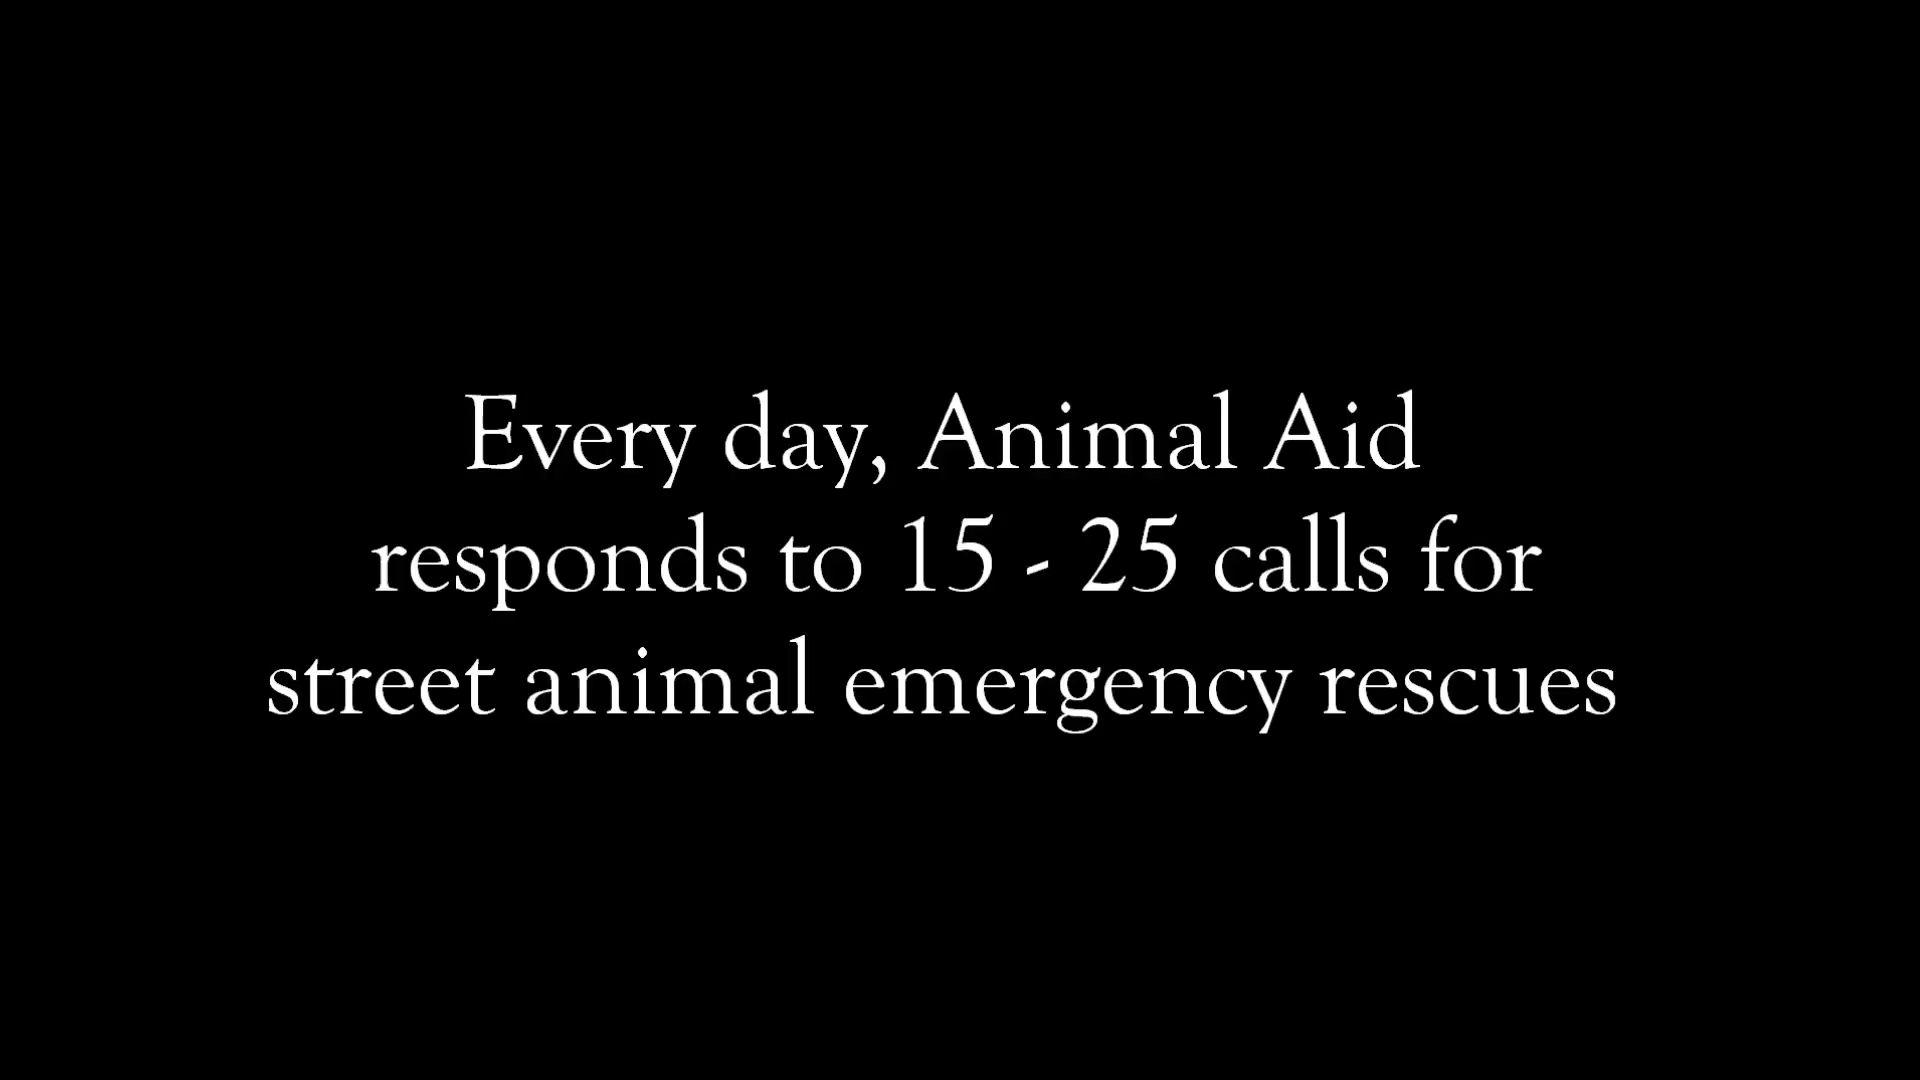 Every day, Animal Aid
responds to 15 - 25 calls for
street animal emergency rescues